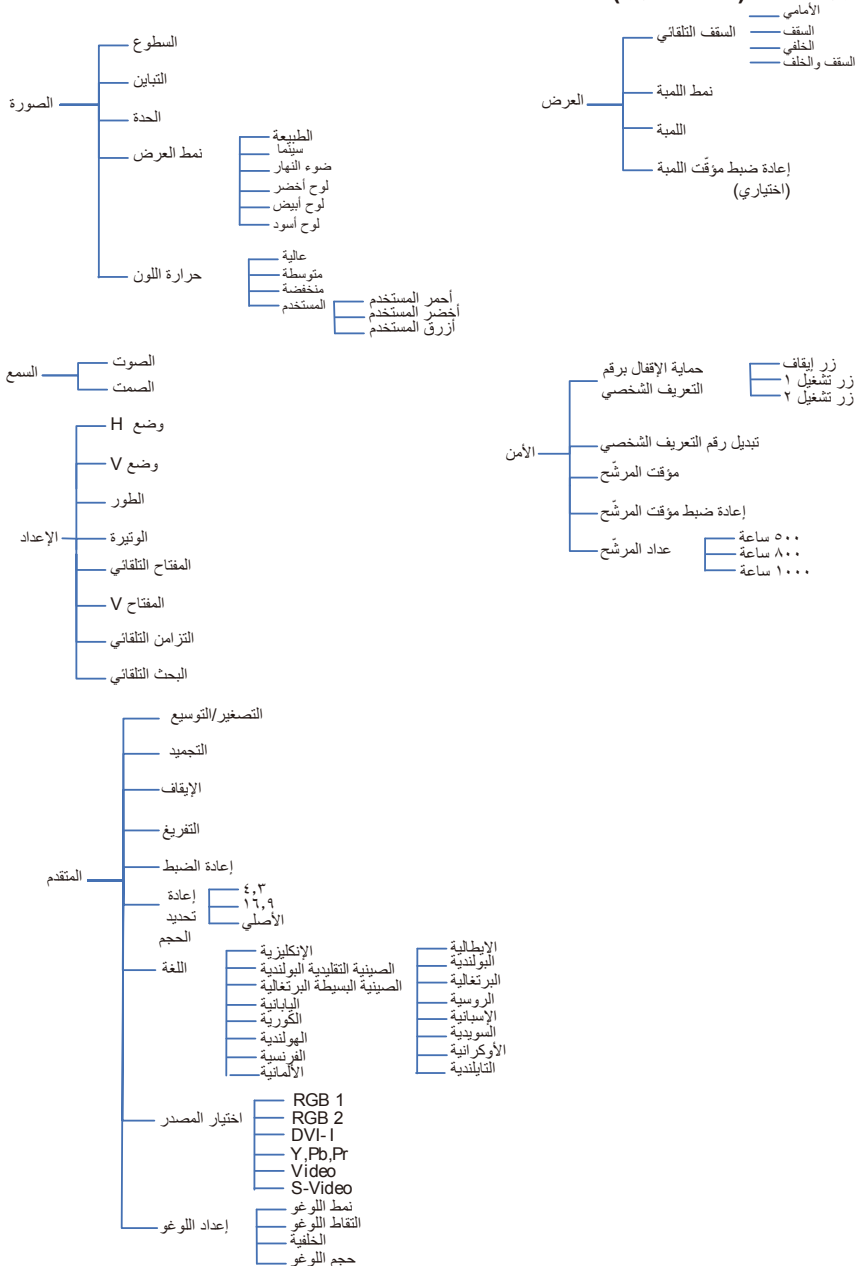 الصورة
السطوع
التباين
الحدة
نمط العرض
الطبيعة
سينما
ضوء النهار
لوح أخضر
لوح أبيض
لوح أسود
حرارة اللون
عالية
متوسطة
منخفضة
المستخدم
أحمر المستخدم
أخضر المستخدم
أزرق المستخدم
العرض
السقف التلقائي
الأمامي
السقف
الخلفي
السقف والخلف
نمط اللمبة
اللمبة
إعادة ضبط مؤقّت اللمبة
(اختياري)
السمع
الصوت
الصمت
الأمن
حماية الإقفال برقم
التعريف الشخصي
زر إيقاف
زر تشغيل ١
زر تشغيل ٢
تبديل رقم التعريف الشخصي
مؤقت المرشّح
إعادة ضبط مؤقت المرشّح
عداد المرشّح
٥٠٠ ساعة
٨٠٠ ساعة
١٠٠٠ ساعة
الإعداد
وضع H
وضع V
الطور
الوتيرة
المفتاح التلقائي
المفتاح V
التزامن التلقائي
البحث التلقائي
المتقدم
التصغير/التوسيع
التجميد
الإيقاف
التفريغ
إعادة الضبط
إعادة
تحديد
الحجم
٤,٣
١٦,٩
الأصلي
اللغة
الإنكليزية
الصينية التقليدية البولندية
الصينية البسيطة البرتغالية
اليابانية
الكورية
الهولندية
الفرنسية
الألمانية
الإيطالية
البولندية
البرتغالية
الروسية
الإسبانية
السويدية
الأوكرانية
التايلندية
اختيار المصدر
RGB 1
RGB 2
DVI- I
Y,Pb,Pr
Video
S-Video
إعداد اللوغو
نمط اللوغو
التقاط اللوغو
الخلفية
حجم اللوغو